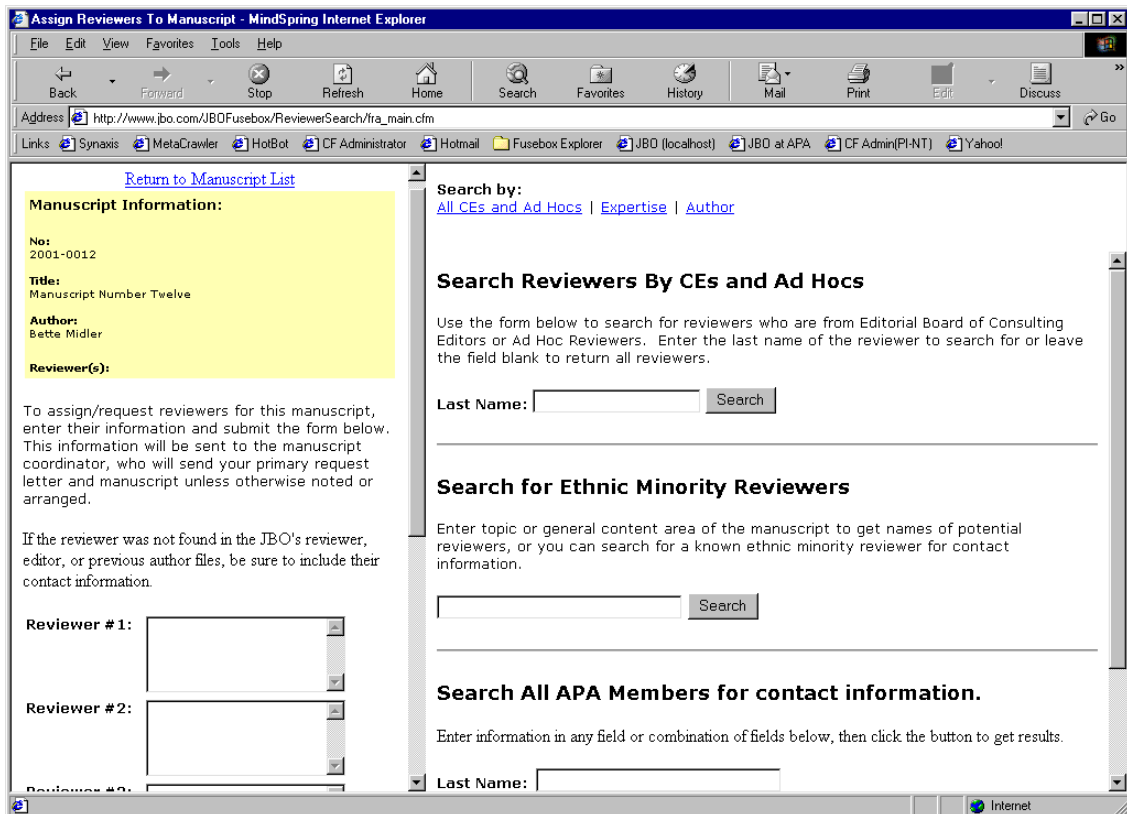 Assign Reviewers To Manuscript - MindSpring Internet Explorer
File Edit View Favorites Tools Help
Back Forward Stop Refresh Home Search Favorites History Mail Print Edit Discuss »
Address http://www.jbo.com/JBOFusebox/ReviewerSearch/fra_main.cfm Go
Links Synaxis MetaCrawler HotBot CF Administrator Hotmail Fusebox Explorer JBO (localhost) JBO at APA CF Admin(PI-NT) Yahoo!
Return to Manuscript List
Manuscript Information:
No:
2001-0012
Title:
Manuscript Number Twelve
Author:
Bette Midler
Reviewer(s):
To assign/request reviewers for this manuscript,
enter their information and submit the form below.
This information will be sent to the manuscript
coordinator, who will send your primary request
letter and manuscript unless otherwise noted or
arranged.
If the reviewer was not found in the JBO's reviewer,
editor, or previous author files, be sure to include their
contact information.
Reviewer #1:
Reviewer #2:
Reviewer #3:
Search by:
All CEs and Ad Hocs | Expertise | Author
Search Reviewers By CEs and Ad Hocs
Use the form below to search for reviewers who are from Editorial Board of Consulting
Editors or Ad Hoc Reviewers. Enter the last name of the reviewer to search for or leave
the field blank to return all reviewers.
Last Name: Search
Search for Ethnic Minority Reviewers
Enter topic or general content area of the manuscript to get names of potential
reviewers, or you can search for a known ethnic minority reviewer for contact
information.
Search
Search All APA Members for contact information.
Enter information in any field or combination of fields below, then click the button to get results.
Last Name:
Internet